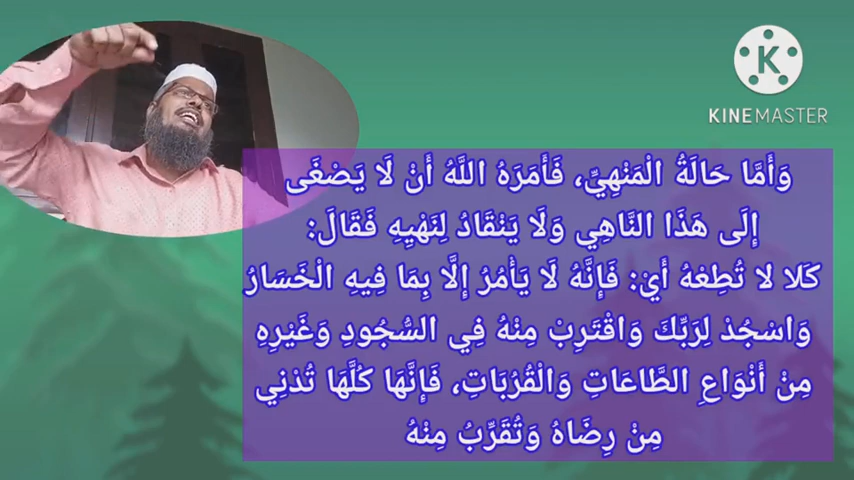 K
KINEMASTER
وَأَمَّا حَالَةُ الْمَنْهِيِّ، فَأَمَرَهُ اللَّهُ أَنْ لَا يَصْغَى
إِلَى هَذَا النَّاهِي وَلَا يَنْقَادُ لِنَهْيِهِ فَقَالَ:
كَلا لا تُطِعْهُ أَيْ: فَإِنَّهُ لَا يَأْمُرُ إِلَّا بِمَا فِيهِ الْخَسَارُ
وَاسْجُدْ لِرَبِّكَ وَاقْتَرِبْ مِنْهُ فِي السُّجُودِ وَغَيْرِهِ
مِنْ أَنْوَاعِ الطَّاعَاتِ وَالْقُرُبَاتِ، فَإِنَّهَا كُلَّهَا تُدْنِي
مِنْ رِضَاهُ وَتُقَرِّبُ مِنْهُ